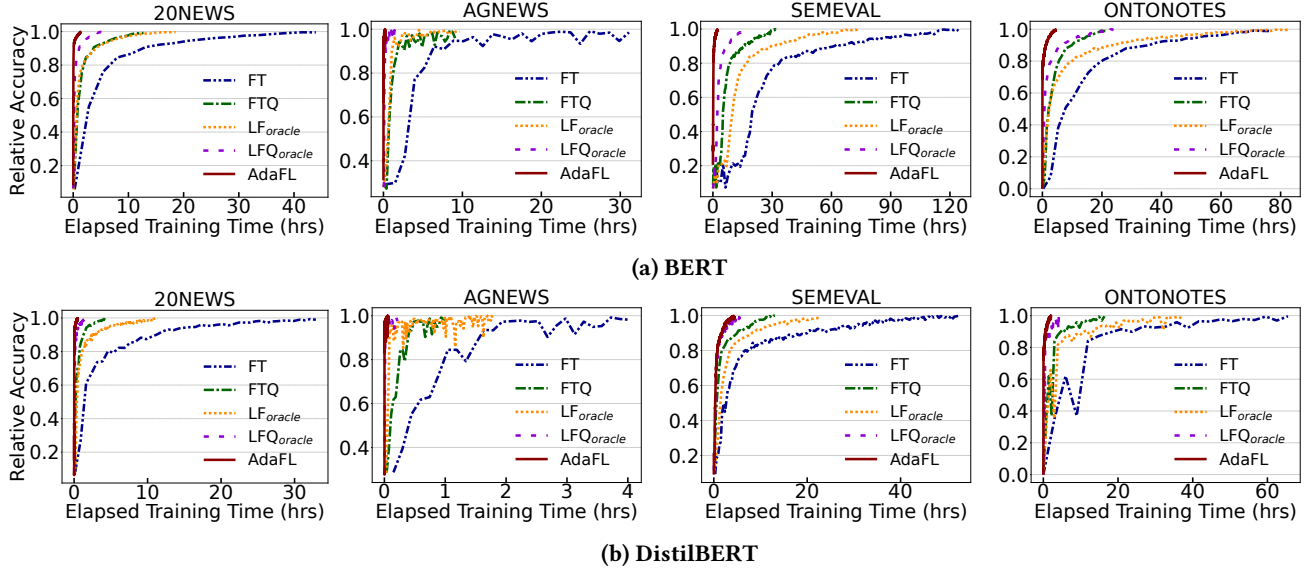 20NEWS
Relative Accuracy
1.0
0.8
0.6
0.4
0.2
0 10 20 30 40
Elapsed Training Time (hrs)
FT
FTQ
LForacle
LFQoracle
AdaFL
AGNEWS
1.0
0.8
0.6
0.4
0 5 10 15 20 25 30
Elapsed Training Time (hrs)
FT
FTQ
LForacle
LFQoracle
AdaFL
SEMEVAL
1.0
0.8
0.6
0.4
0.2
0 30 60 90 120
Elapsed Training Time (hrs)
FT
FTQ
LForacle
LFQoracle
AdaFL
ONTONOTES
1.0
0.8
0.6
0.4
0.2
0.0
0 20 40 60 80
Elapsed Training Time (hrs)
FT
FTQ
LForacle
LFQoracle
AdaFL
(a) BERT
20NEWS
Relative Accuracy
1.0
0.8
0.6
0.4
0.2
0 10 20 30
Elapsed Training Time (hrs)
FT
FTQ
LForacle
LFQoracle
AdaFL
AGNEWS
1.0
0.8
0.6
0.4
0 1 2 3 4
Elapsed Training Time (hrs)
FT
FTQ
LForacle
LFQoracle
AdaFL
SEMEVAL
1.0
0.8
0.6
0.4
0.2
0 20 40
Elapsed Training Time (hrs)
FT
FTQ
LForacle
LFQoracle
AdaFL
ONTONOTES
1.0
0.8
0.6
0.4
0.2
0.0
0 20 40 60
Elapsed Training Time (hrs)
FT
FTQ
LForacle
LFQoracle
AdaFL
(b) DistilBERT